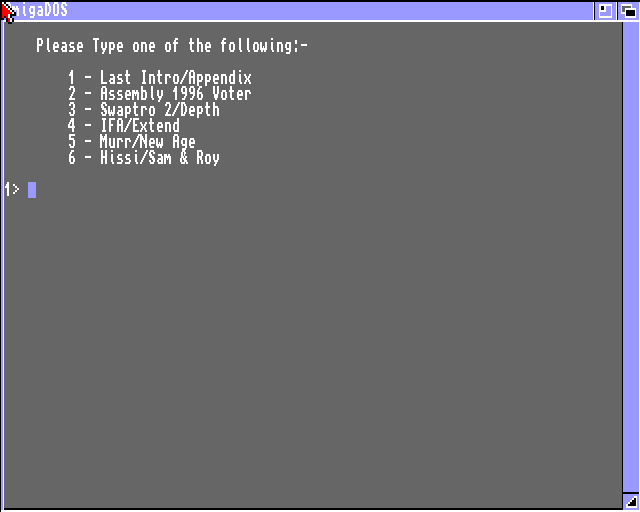 AmigaDOS
Please Type one of the following:-
1 - Last Intro/Appendix
2 - Assembly 1996 Voter
3 - Swaptro 2/Depth
4 - IFA/Extend
5 - Murr/New Age
6 - Hissi/Sam & Roy
1>